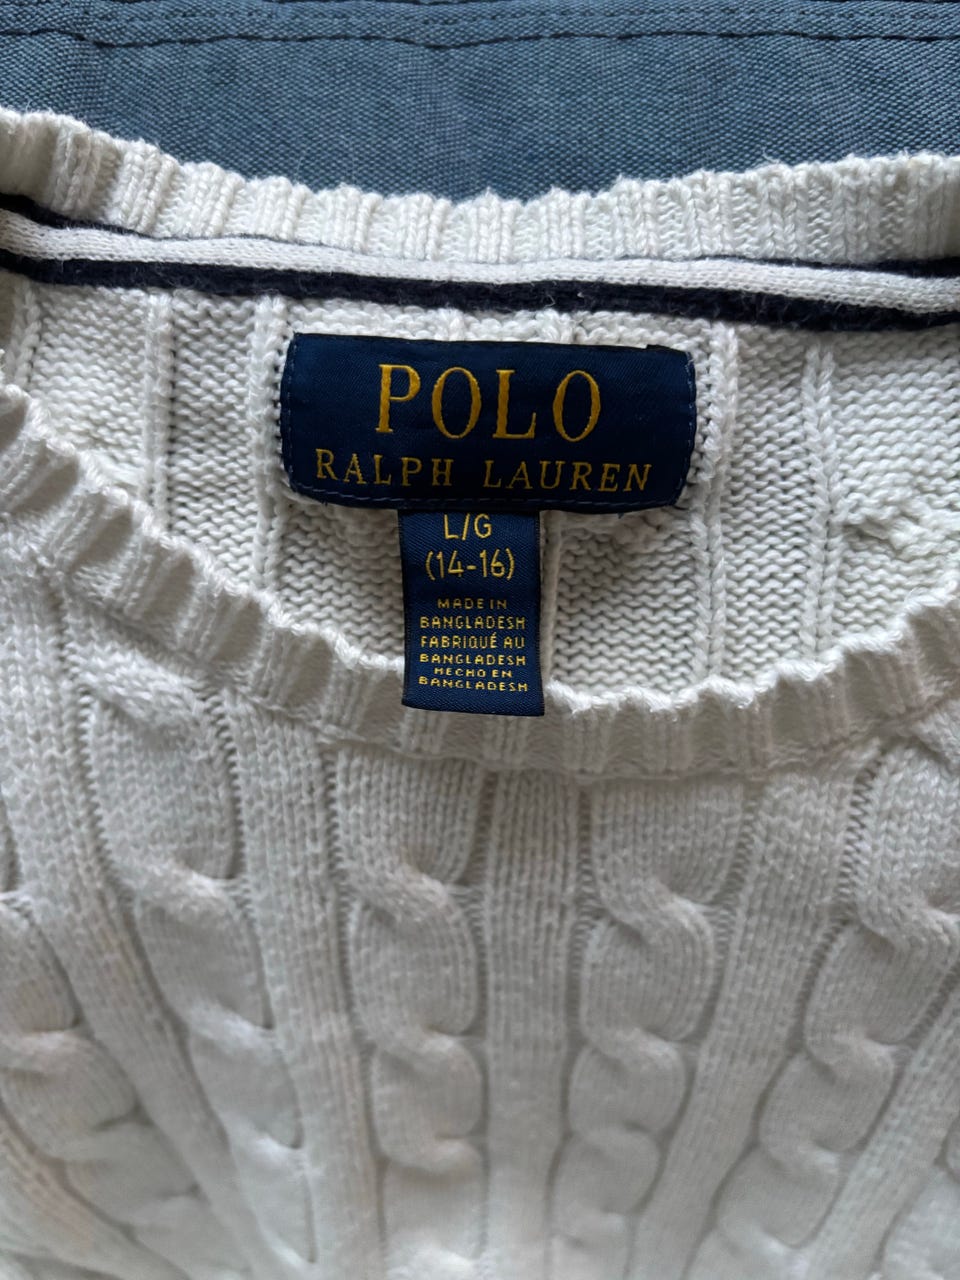 POLO
RALPH LAUREN
L/G
(14-16)
MADE IN
BANGLADESH
FABRIQUÉ AU
BANGLADESH
HECHO EN
BANGLADESH